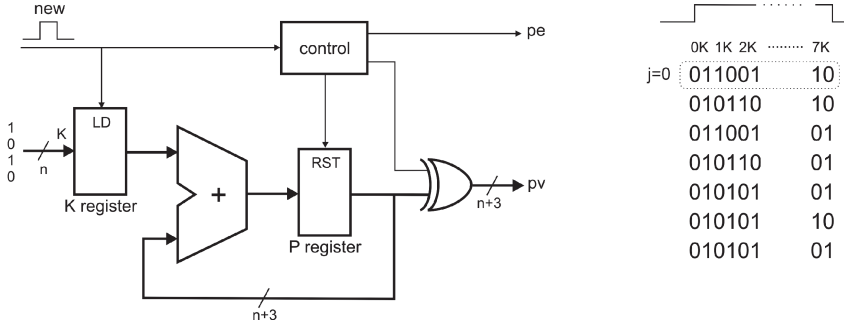 new
control
pe
1
0
1
0
K
n
LD
K register
+
RST
P register
n+3
pv
n+3
0K 1K 2K ........ 7K
j=0 011001 10
010110 10
011001 01
010110 01
010101 01
010101 10
010101 01